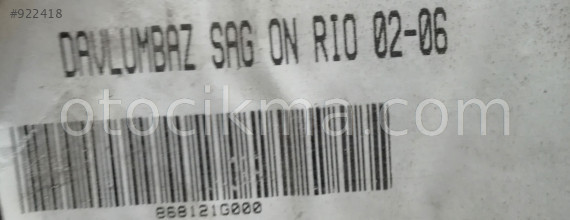 #922418
DAVLUMBAZ SAG ON RIO 02-06
otocikma.com
868121G000